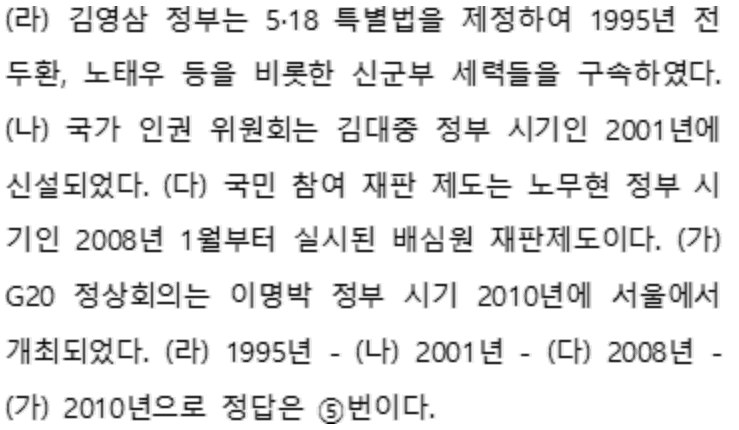 (라) 김영삼 정부는 5·18 특별법을 제정하여 1995년 전
두환, 노태우 등을 비롯한 신군부 세력들을 구속하였다.
(나) 국가 인권 위원회는 김대중 정부 시기인 2001년에
신설되었다. (다) 국민 참여 재판 제도는 노무현 정부 시
기인 2008년 1월부터 실시된 배심원 재판제도이다. (가)
G20 정상회의는 이명박 정부 시기 2010년에 서울에서
개최되었다. (라) 1995년 - (나) 2001년 - (다) 2008년 -
(가) 2010년으로 정답은 ⑤번이다.